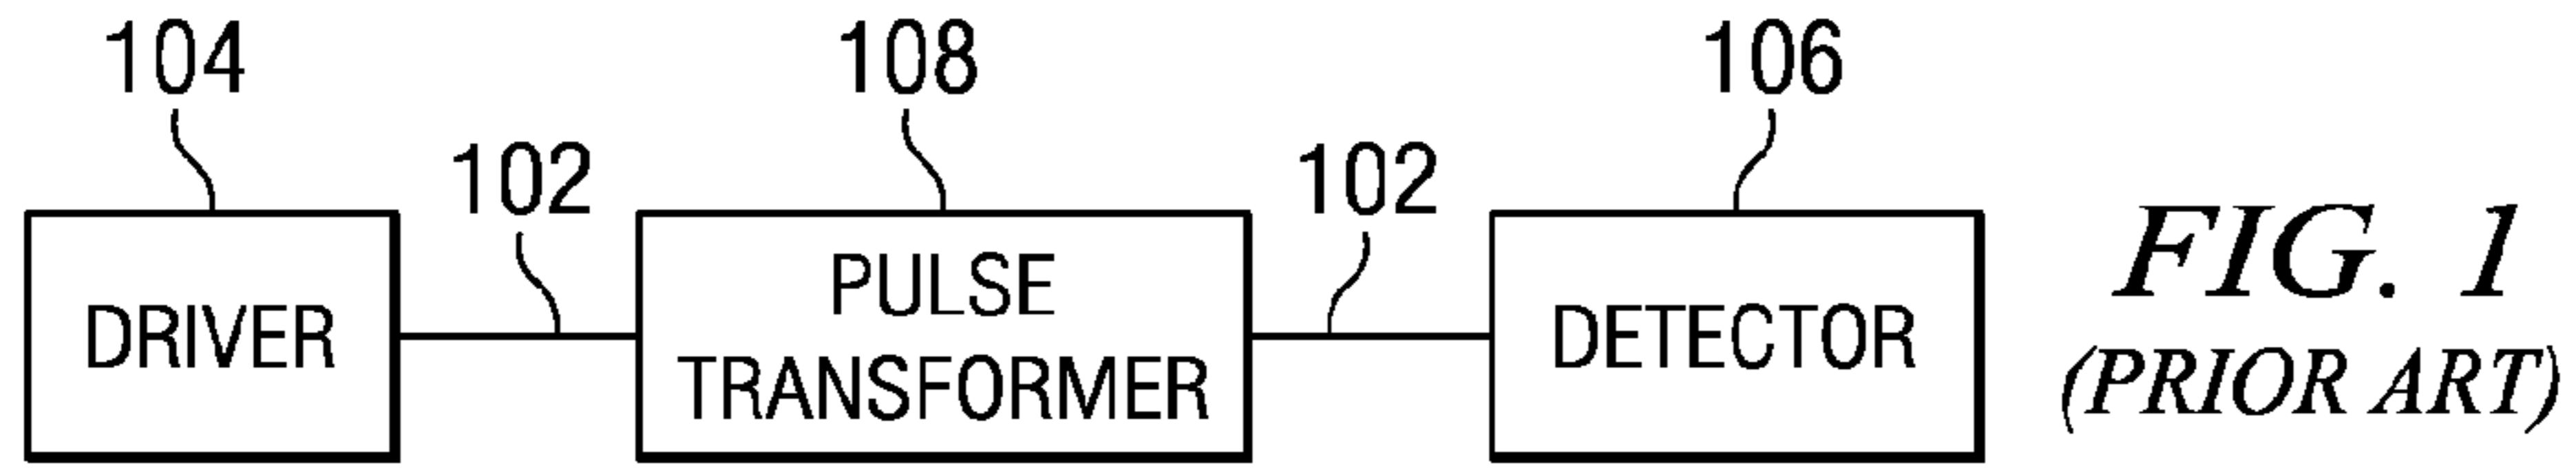 104
108
106
102
102
DRIVER
PULSE
TRANSFORMER
DETECTOR
FIG. 1
(PRIOR ART)